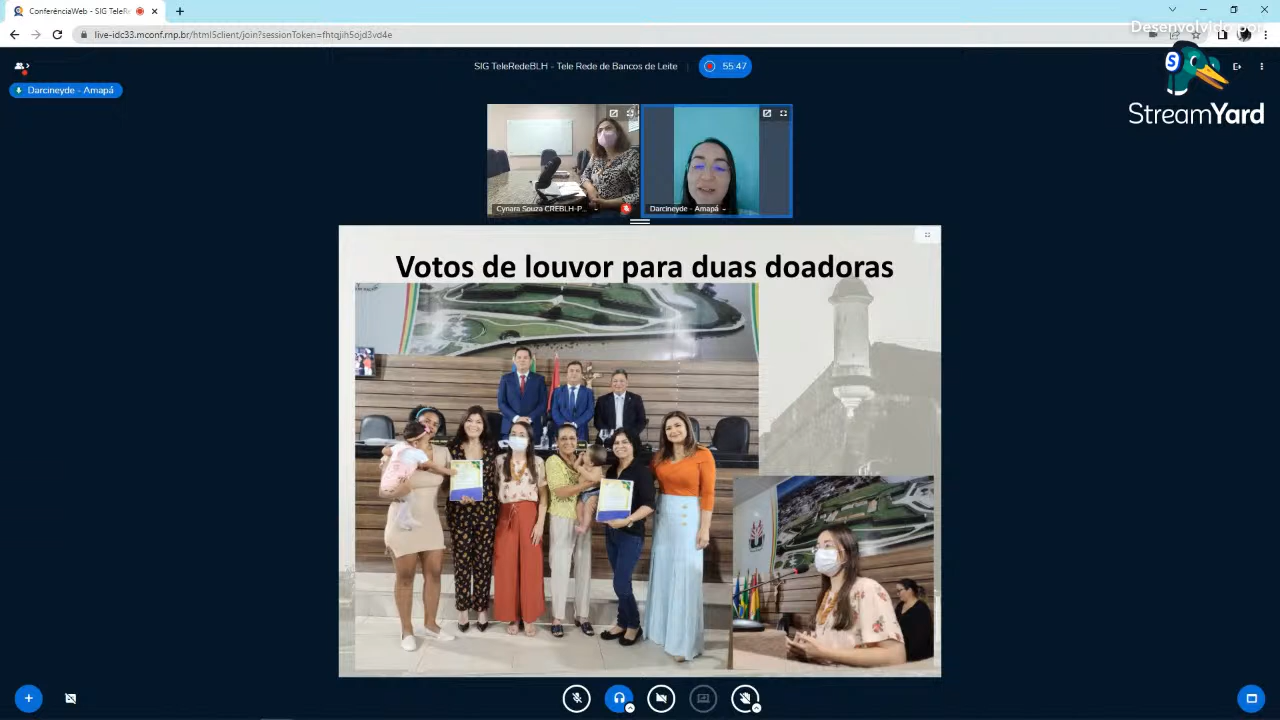 ConferênciaWeb - SIG TeleRe
live-idc33.mconf.rnp.br/html5client/join?sessionToken=fhtqjih5ojd3vd4e
Desenvolvido por
StreamYard
SIG TeleRedeBLH - Tele Rede de Bancos de Leite
55:47
Darcineyde - Amapá
Cynara Souza CREBLH-P...
Darcineyde - Amapá
Votos de louvor para duas doadoras